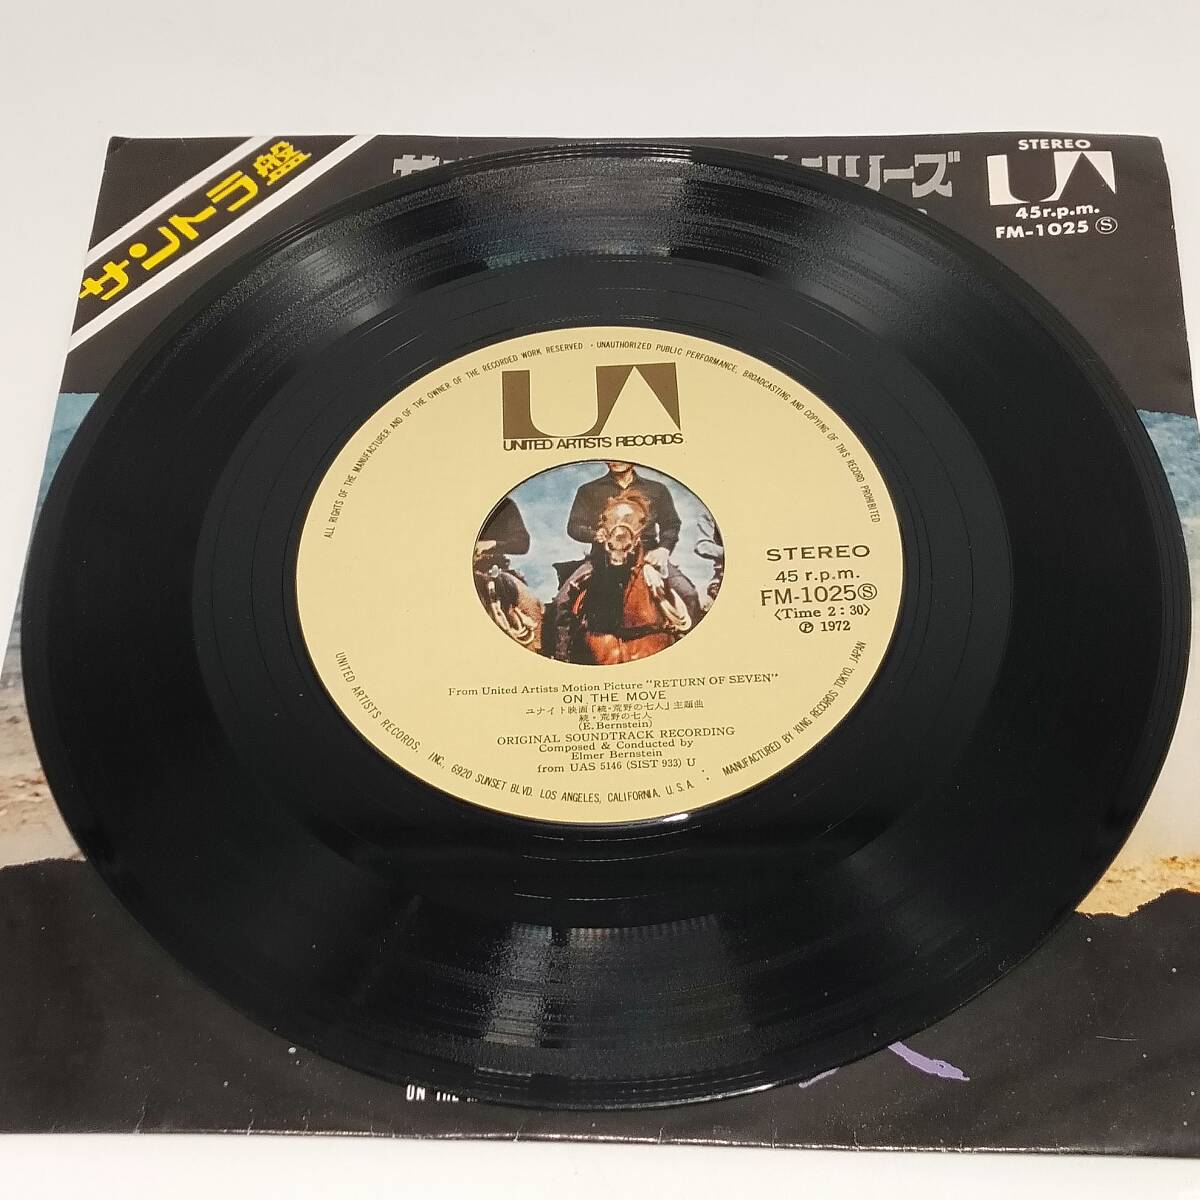 サントラ盤
リーズ
STEREO
UA
45r.p.m.
FM-1025 Ⓢ
ALL RIGHTS OF THE MANUFACTURER AND OF THE OWNER OF THE RECORDED WORK RESERVED · UNAUTHORIZED PUBLIC PERFORMANCE, BROADCASTING AND COPYING OF THIS RECORD PROHIBITED
UA
UNITED ARTISTS RECORDS
STEREO
45 r.p.m.
FM-1025Ⓢ
〈Time 2:30〉
Ⓟ 1972
From United Artists Motion Picture "RETURN OF SEVEN"
ON THE MOVE
ユナイト映画「続・荒野の七人」主題曲
続・荒野の七人
(E. Bernstein)
ORIGINAL SOUNDTRACK RECORDING
Composed & Conducted by
Elmer Bernstein
from UAS 5146 (SIST 933) U
UNITED ARTISTS RECORDS, INC., 6920 SUNSET BLVD. LOS ANGELES, CALIFORNIA, U.S.A. · MANUFACTURED BY KING RECORDS TOKYO, JAPAN
ON THE